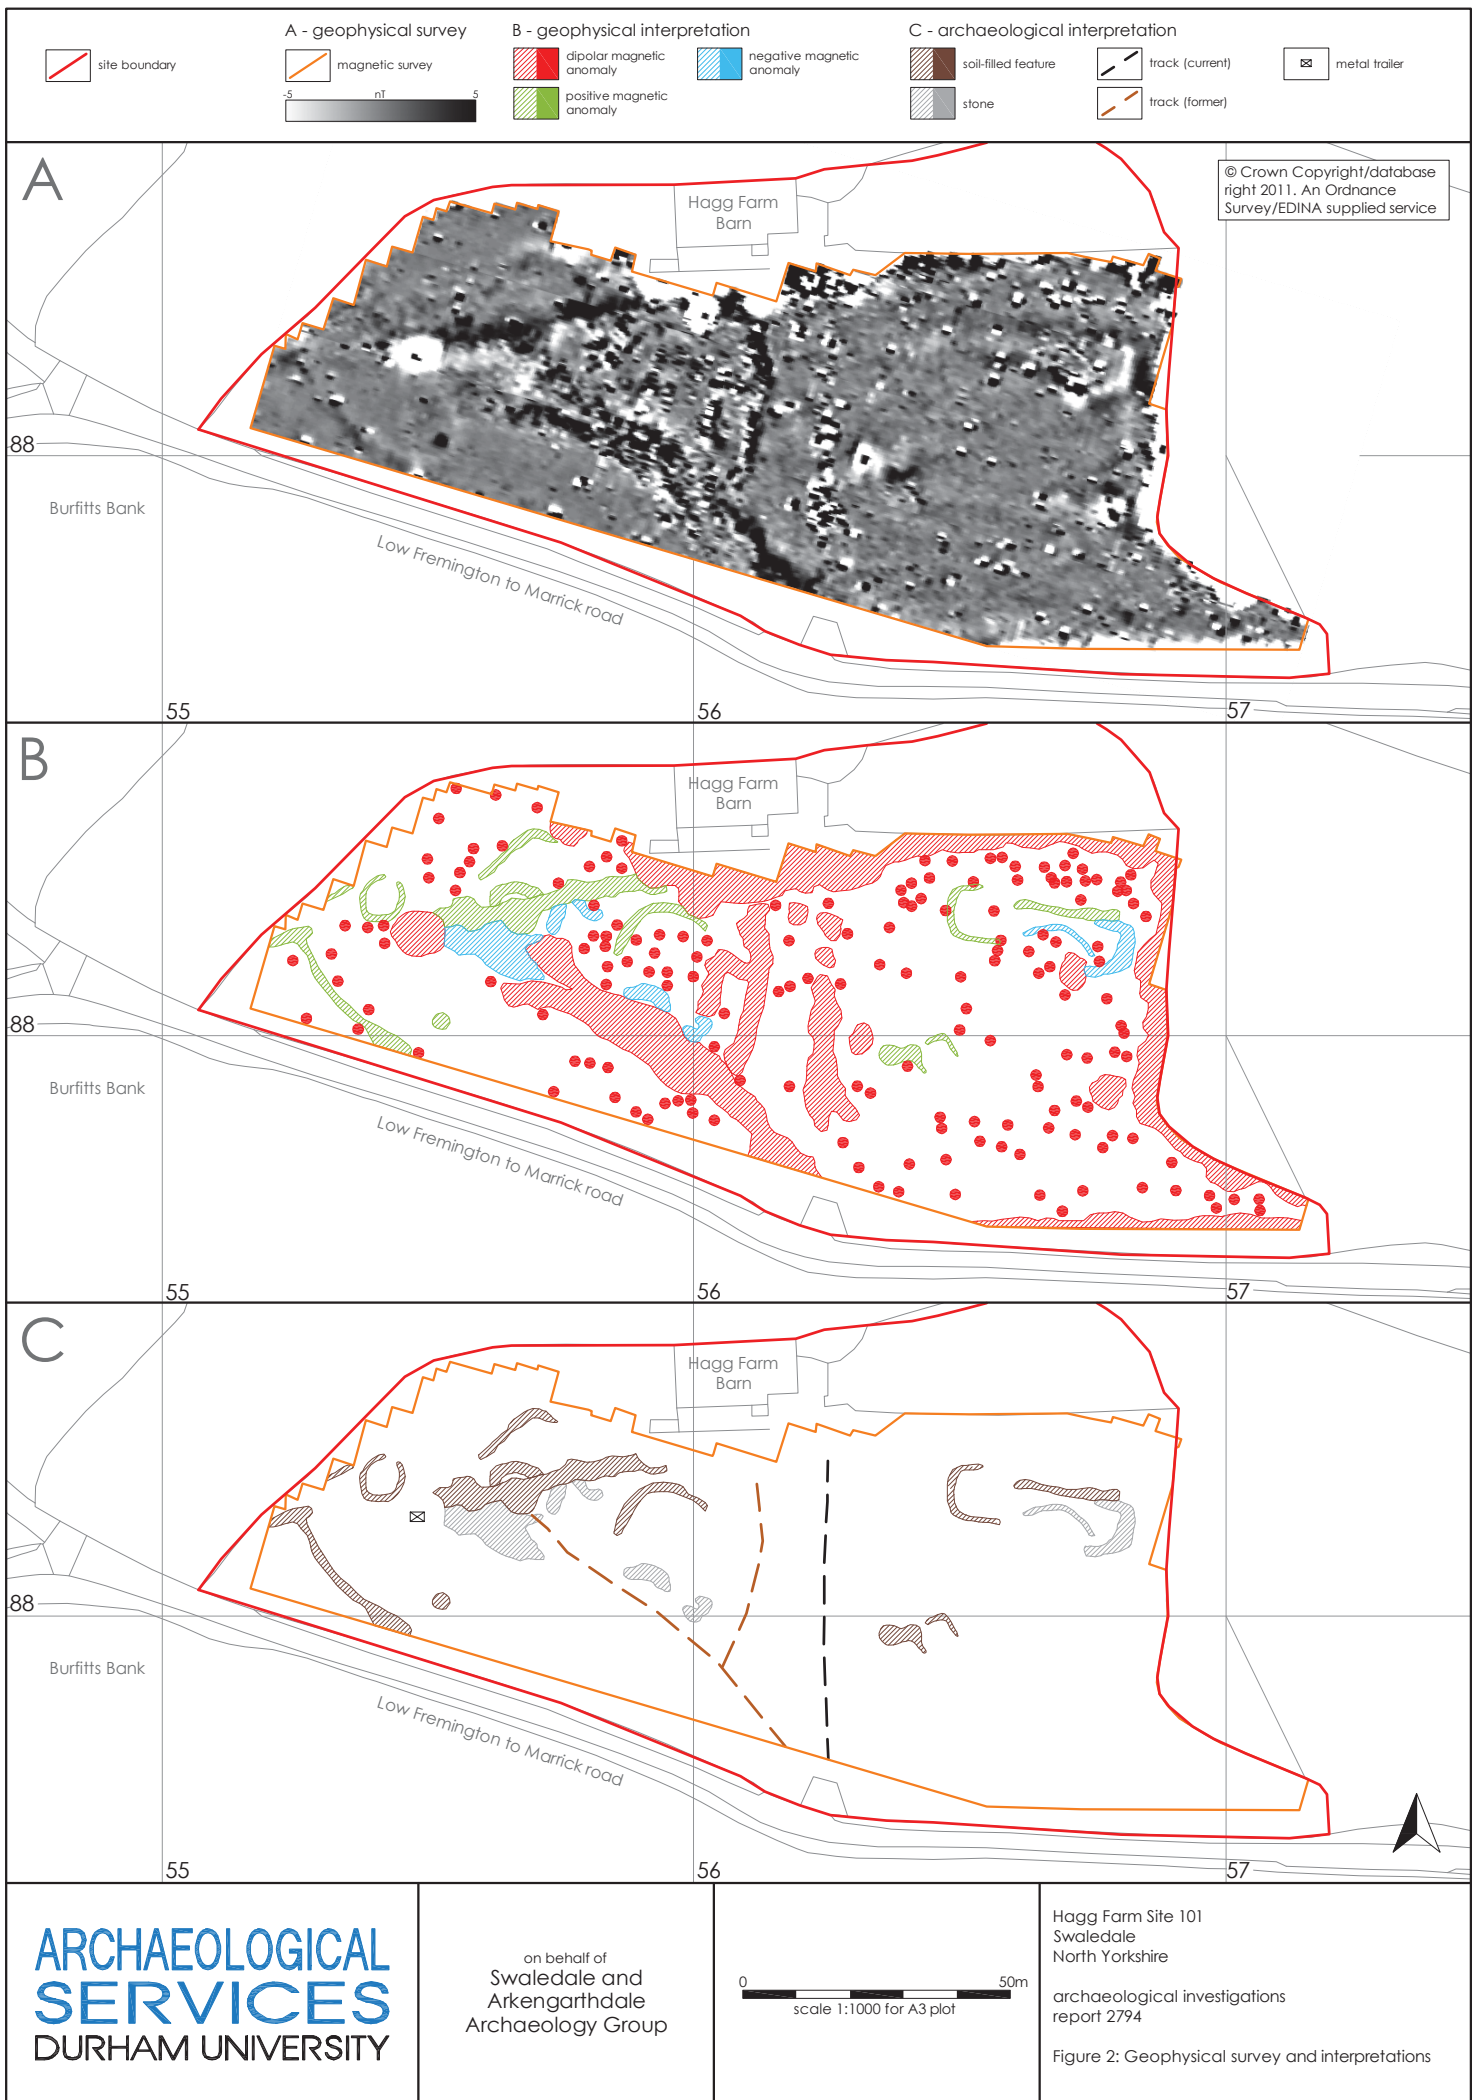 site boundary
A - geophysical survey
magnetic survey
-5 nT 5
B - geophysical interpretation
dipolar magnetic
anomaly
positive magnetic
anomaly
negative magnetic
anomaly
C - archaeological interpretation
soil-filled feature
stone
track (current)
track (former)
metal trailer
A
© Crown Copyright/database
right 2011. An Ordnance
Survey/EDINA supplied service
Hagg Farm
Barn
88
Burfitts Bank
Low Fremington to Marrick road
55
56
57
B
Hagg Farm
Barn
88
Burfitts Bank
Low Fremington to Marrick road
55
56
57
C
Hagg Farm
Barn
88
Burfitts Bank
Low Fremington to Marrick road
55
56
57
ARCHAEOLOGICAL
SERVICES
DURHAM UNIVERSITY
on behalf of
Swaledale and
Arkengarthdale
Archaeology Group
0 50m
scale 1:1000 for A3 plot
Hagg Farm Site 101
Swaledale
North Yorkshire
archaeological investigations
report 2794
Figure 2: Geophysical survey and interpretations